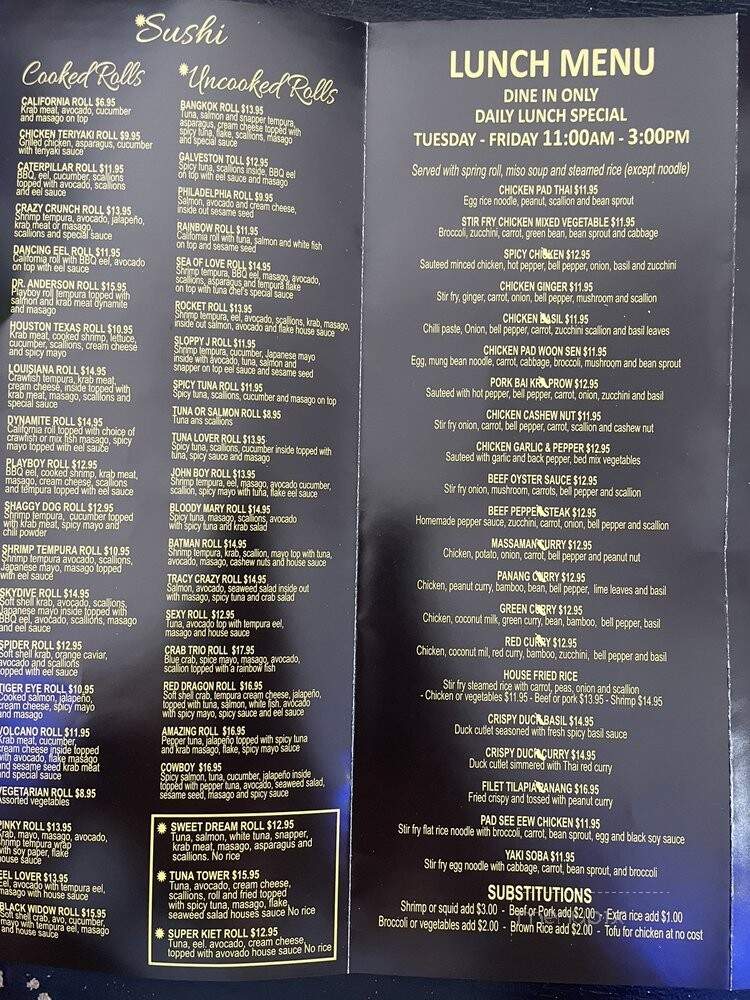 Sushi
Cooked Rolls
CALIFORNIA ROLL $6.95
Krab meat, avocado, cucumber
and masago on top
CHICKEN TERIYAKI ROLL $9.95
Grilled chicken, asparagus, cucumber
with teriyaki sauce
CATERPILLAR ROLL $11.95
BBQ, eel, cucumber, scallions
topped with avocado, scallions
and eel sauce
CRAZY CRUNCH ROLL $13.95
Shrimp tempura, avocado, jalapeño,
krab meat or masago,
scallions and special sauce
DANCING EEL ROLL $11.95
California roll with BBQ eel, avocado
on top with eel sauce
DR. ANDERSON ROLL $15.95
Playboy roll tempura topped with
salmon and krab meat dynamite
and masago
HOUSTON TEXAS ROLL $10.95
Krab meat, cooked shrimp, lettuce,
cucumber, scallions, cream cheese
and spicy mayo
LOUISIANA ROLL $14.95
Crawfish tempura, krab meat,
cream cheese, inside topped with
krab meat, masago, scallions and
special sauce
DYNAMITE ROLL $14.95
California roll topped with choice of
crawfish or mix fish masago, spicy
mayo topped with eel sauce
PLAYBOY ROLL $12.95
BBQ eel, cooked shrimp, krab meat,
masago, cream cheese, scallions
and tempura topped with eel sauce
SHAGGY DOG ROLL $12.95
Shrimp tempura, cucumber topped
with krab meat, spicy mayo and
chili powder
SHRIMP TEMPURA ROLL $10.95
Shrimp tempura avocado, scallions,
Japanese mayo, masago topped
with eel sauce
SKYDIVE ROLL $14.95
Soft shell krab, avocado, scallions,
Japanese mayo inside topped with
BBQ eel, avocado, scallions, masago
and eel sauce
SPIDER ROLL $12.95
Soft shell krab, orange caviar,
avocado and scallions
topped with eel sauce
TIGER EYE ROLL $10.95
Cooked salmon, jalapeño,
cream cheese, spicy mayo
and masago
VOLCANO ROLL $11.95
Krab meat, cucumber,
cream cheese inside topped
with avocado, flake masago
and sesame seed krab meat
and special sauce
VEGETARIAN ROLL $8.95
Assorted vegetables
PINKY ROLL $13.95
Krab, mayo, masago, avocado,
shrimp tempura wrap
with soy paper, flake
house sauce
EEL LOVER $13.95
Eel, avocado with tempura eel,
masago with house sauce
BLACK WIDOW ROLL $15.95
Soft shell crab, avo, cucumber,
mayo with tempura eel, masago
and house sauce
Uncooked Rolls
BANGKOK ROLL $13.95
Tuna, salmon and snapper tempura,
asparagus, cream cheese topped with
spicy tuna, flake, scallions, masago
and special sauce
GALVESTON TOLL $12.95
Spicy tuna, scallions inside, BBQ eel
on top with eel sauce and masago
PHILADELPHIA ROLL $9.95
Salmon, avocado and cream cheese,
inside out sesame seed
RAINBOW ROLL $11.95
California roll with tuna, salmon and white fish
on top and sesame seed
SEA OF LOVE ROLL $14.95
Shrimp tempura, BBQ eel, masago, avocado,
scallions, asparagus and tempura flake
on top with tuna chef's special sauce
ROCKET ROLL $13.95
Shrimp tempura, eel, avocado, scallions, krab, masago,
inside out salmon, avocado and flake house sauce
SLOPPY J ROLL $11.95
Shrimp tempura, cucumber, Japanese mayo
inside with avocado, tuna, salmon and
snapper on top eel sauce and sesame seed
SPICY TUNA ROLL $11.95
Spicy tuna, scallions, cucumber and masago on top
TUNA OR SALMON ROLL $8.95
Tuna ans scallions
TUNA LOVER ROLL $13.95
Spicy tuna, scallions, cucumber inside topped with
tuna, spicy sauce and masago
JOHN BOY ROLL $13.95
Shrimp tempura, eel, masago, avocado cucumber,
scallion, spicy mayo with tuna, flake eel sauce
BLOODY MARY ROLL $14.95
Spicy tuna, masago, scallions, avocado
with spicy tuna and krab salad
BATMAN ROLL $14.95
Shrimp tempura, krab, scallion, mayo top with tuna,
avocado, masago, cashew nuts and house sauce
TRACY CRAZY ROLL $14.95
Salmon, avocado, seaweed salad inside out
with masago, spicy tuna and crab salad
SEXY ROLL $12.95
Tuna, avocado top with tempura eel,
masago and house sauce
CRAB TRIO ROLL $17.95
Blue crab, spice mayo, masago, avocado,
scallion topped with a rainbow fish
RED DRAGON ROLL $16.95
Soft shell crab, tempura cream cheese, jalapeño,
topped with tuna, salmon, white fish, avocado
with spicy mayo, spicy sauce and eel sauce
AMAZING ROLL $16.95
Pepper tuna, jalapeño topped with spicy tuna
and krab masago, flake, spicy mayo sauce
COWBOY $16.95
Spicy salmon, tuna, cucumber, jalapeño inside
topped with pepper tuna, avocado, seaweed salad,
sesame seed, masago and spicy sauce
SWEET DREAM ROLL $12.95
Tuna, salmon, white tuna, snapper,
krab meat, masago, asparagus and
scallions. No rice
TUNA TOWER $15.95
Tuna, avocado, cream cheese,
scallions, roll and fried topped
with spicy tuna, masago, flake,
seaweed salad houses sauce No rice
SUPER KIET ROLL $12.95
Tuna, eel, avocado, cream cheese,
topped with avovado house sauce No rice
LUNCH MENU
DINE IN ONLY
DAILY LUNCH SPECIAL
TUESDAY - FRIDAY 11:00AM - 3:00PM
Served with spring roll, miso soup and steamed rice (except noodle)
CHICKEN PAD THAI $11.95
Egg rice noodle, peanut, scallion and bean sprout
STIR FRY CHICKEN MIXED VEGETABLE $11.95
Broccoli, zucchini, carrot, green bean, bean sprout and cabbage
SPICY CHICKEN $12.95
Sauteed minced chicken, hot pepper, bell pepper, onion, basil and zucchini
CHICKEN GINGER $11.95
Stir fry, ginger, carrot, onion, bell pepper, mushroom and scallion
CHICKEN BASIL $11.95
Chilli paste, Onion, bell pepper, carrot, zucchini scallion and basil leaves
CHICKEN PAD WOON SEN $11.95
Egg, mung bean noodle, carrot, cabbage, broccoli, mushroom and bean sprout
PORK BAI KRAPROW $12.95
Sauteed with hot pepper, bell pepper, carrot, onion, zucchini and basil
CHICKEN CASHEW NUT $11.95
Stir fry onion, carrot, bell pepper, carrot, scallion and cashew nut
CHICKEN GARLIC & PEPPER $12.95
Sauteed with garlic and back pepper, bed mix vegetables
BEEF OYSTER SAUCE $12.95
Stir fry onion, mushroom, carrots, bell pepper and scallion
BEEF PEPPER STEAK $12.95
Homemade pepper sauce, zucchini, carrot, onion, bell pepper and scallion
MASSAMAN CURRY $12.95
Chicken, potato, onion, carrot, bell pepper and peanut nut
PANANG CURRY $12.95
Chicken, peanut curry, bamboo, bean, bell pepper, lime leaves and basil
GREEN CURRY $12.95
Chicken, coconut milk, green curry, bean, bamboo, bell pepper, basil
RED CURRY $12.95
Chicken, coconut mil, red curry, bamboo, zucchini, bell pepper and basil
HOUSE FRIED RICE
Stir fry steamed rice with carrot, peas, onion and scallion
- Chicken or vegetables $11.95 - Beef or pork $13.95 - Shrimp $14.95
CRISPY DUCK BASIL $14.95
Duck cutlet seasoned with fresh spicy basil sauce
CRISPY DUCK CURRY $14.95
Duck cutlet simmered with Thai red curry
FILET TILAPIA PANANG $16.95
Fried crispy and tossed with peanut curry
PAD SEE EEW CHICKEN $11.95
Stir fry flat rice noodle with broccoli, carrot, bean sprout, egg and black soy sauce
YAKI SOBA $11.95
Stir fry egg noodle with cabbage, carrot, bean sprout, and broccoli
SUBSTITUTIONS
Shrimp or squid add $3.00 - Beef or Pork add $2.00 - Extra rice add $1.00
Broccoli or vegetables add $2.00 - Brown Rice add $2.00 - Tofu for chicken at no cost